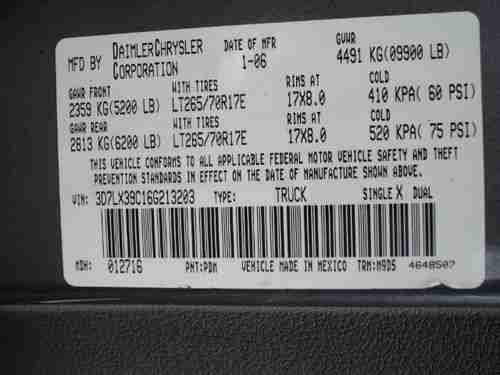 MFD BY DAIMLERCHRYSLER CORPORATION DATE OF MFR 1-06 GVWR 4491 KG(09900 LB)
GAWR FRONT WITH TIRES RIMS AT COLD
2359 KG(5200 LB) LT265/70R17E 17X8.0 410 KPA( 60 PSI)
GAWR REAR WITH TIRES RIMS AT COLD
2813 KG(6200 LB) LT265/70R17E 17X8.0 520 KPA( 75 PSI)
THIS VEHICLE CONFORMS TO ALL APPLICABLE FEDERAL MOTOR VEHICLE SAFETY AND THEFT
PREVENTION STANDARDS IN EFFECT ON THE DATE OF MANUFACTURE SHOWN ABOVE.
VIN: 3D7LX39C16G213203 TYPE: TRUCK SINGLE X DUAL
MDH: 012716 PNT:PDM VEHICLE MADE IN MEXICO TRM:M9D5 4648507